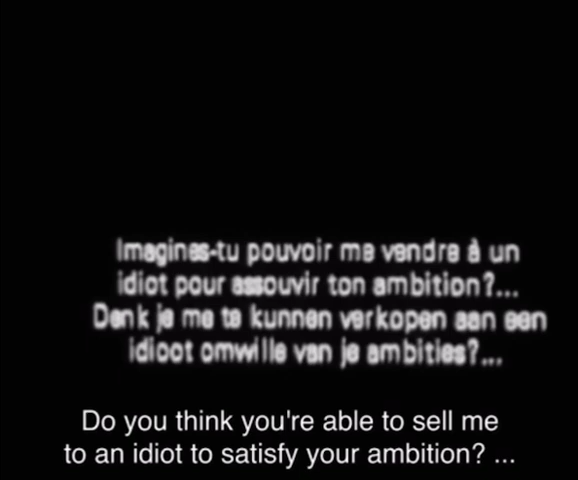 Imagines-tu pouvoir me vendre à un
idiot pour assouvir ton ambition?...
Denk je me te kunnen verkopen aan een
idioot omwille van je ambities?...
Do you think you're able to sell me
to an idiot to satisfy your ambition? ...